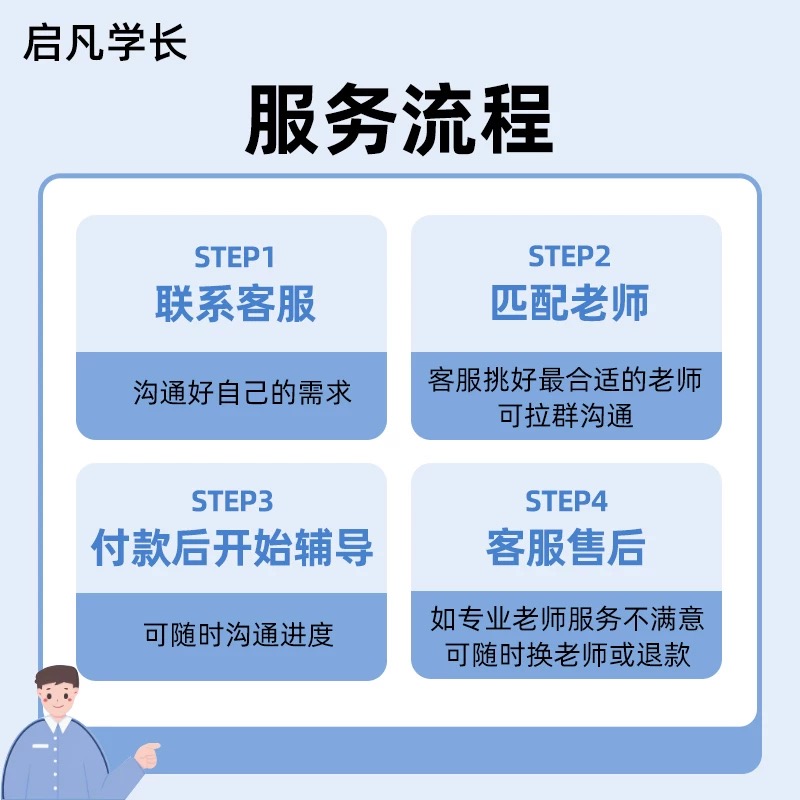 启凡学长
服务流程
STEP1
联系客服
沟通好自己的需求
STEP2
匹配老师
客服挑好最合适的老师
可拉群沟通
STEP3
付款后开始辅导
可随时沟通进度
STEP4
客服售后
如专业老师服务不满意
可随时换老师或退款